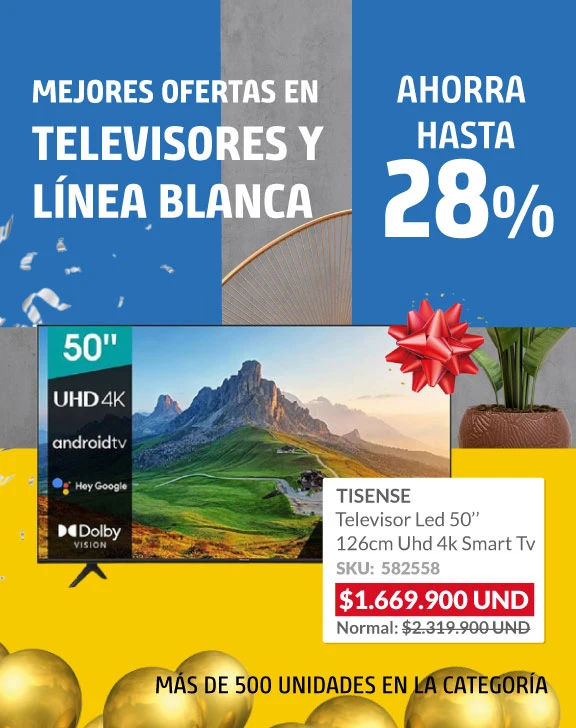 MEJORES OFERTAS EN
TELEVISORES Y
LÍNEA BLANCA
AHORRA
HASTA
28%
50"
UHD 4K
androidtv
Hey Google
Dolby
VISION
TISENSE
Televisor Led 50’’
126cm Uhd 4k Smart Tv
SKU: 582558
$1.669.900 UND
Normal: $2.319.900 UND
MÁS DE 500 UNIDADES EN LA CATEGORÍA